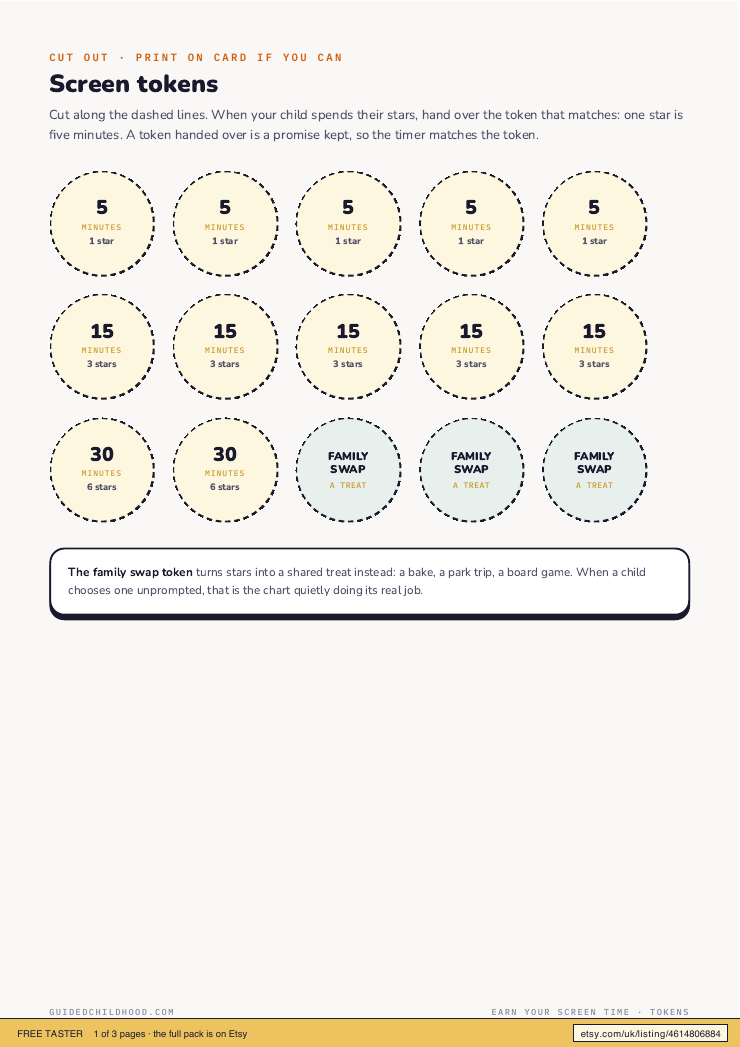 CUT OUT · PRINT ON CARD IF YOU CAN
Screen tokens
Cut along the dashed lines. When your child spends their stars, hand over the token that matches: one star is
five minutes. A token handed over is a promise kept, so the timer matches the token.
5 5 5 5 5
MINUTES MINUTES MINUTES MINUTES MINUTES
1 star 1 star 1 star 1 star 1 star
15 15 15 15 15
MINUTES MINUTES MINUTES MINUTES MINUTES
3 stars 3 stars 3 stars 3 stars 3 stars
30 30 FAMILY FAMILY FAMILY
SWAP SWAP SWAP
MINUTES MINUTES A TREAT A TREAT A TREAT
6 stars 6 stars
The family swap token turns stars into a shared treat instead: a bake, a park trip, a board game. When a child
chooses one unprompted, that is the chart quietly doing its real job.
GUIDEDCHILDHOOD.COM EARN YOUR SCREEN TIME · TOKENS
FREE TASTER 1 of 3 pages · the full pack is on Etsy etsy.com/uk/listing/4614806884